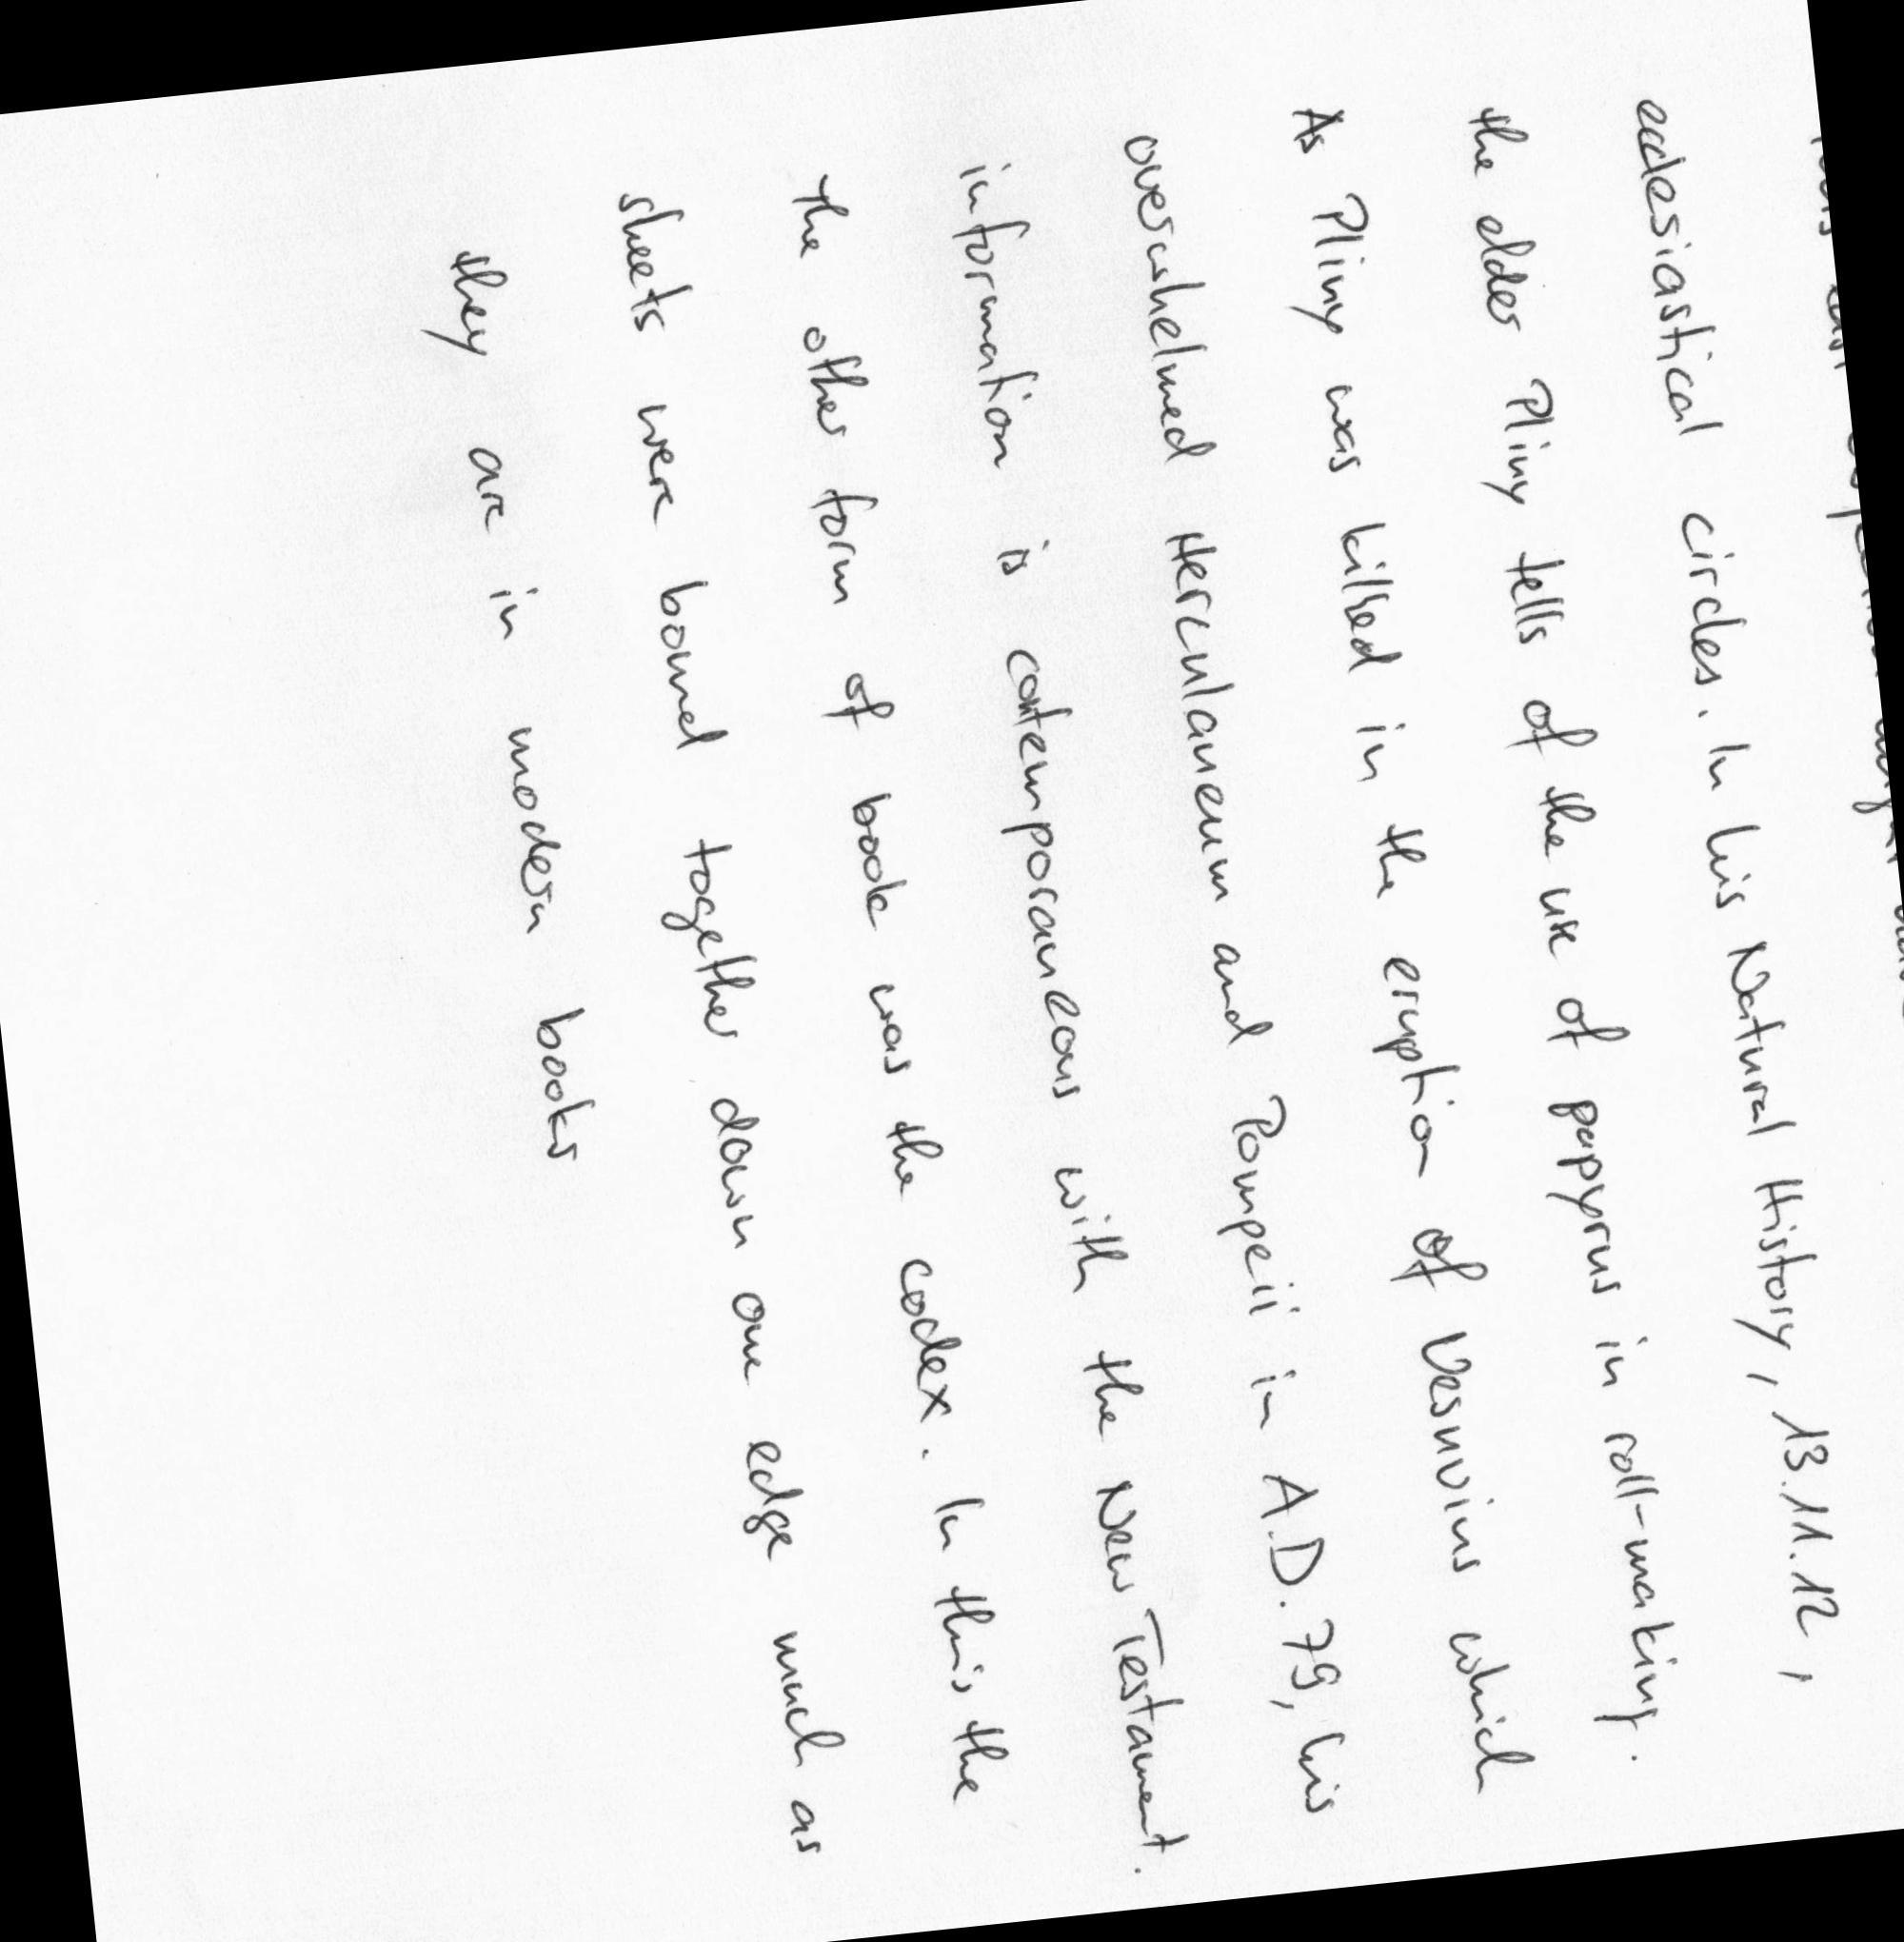 ecclesiastical circles. In his Natural History, 13.11.12,
the elder Pliny tells of the use of papyrus in roll-making.
As Pliny was killed in the eruption of Vesuvius which
overwhelmed Herculaneum and Pompeii in A.D. 79, his
information is contemporaneous with the New Testament.
The other form of book was the codex. In this the
sheets were bound together down one edge much as
they are in modern books